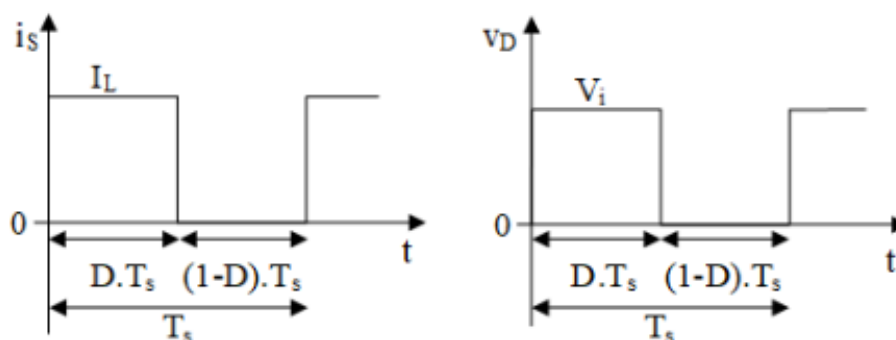 i_S
I_L
0
t
D.T_s (1-D).T_s
T_s
v_D
V_i
0
t
D.T_s (1-D).T_s
T_s